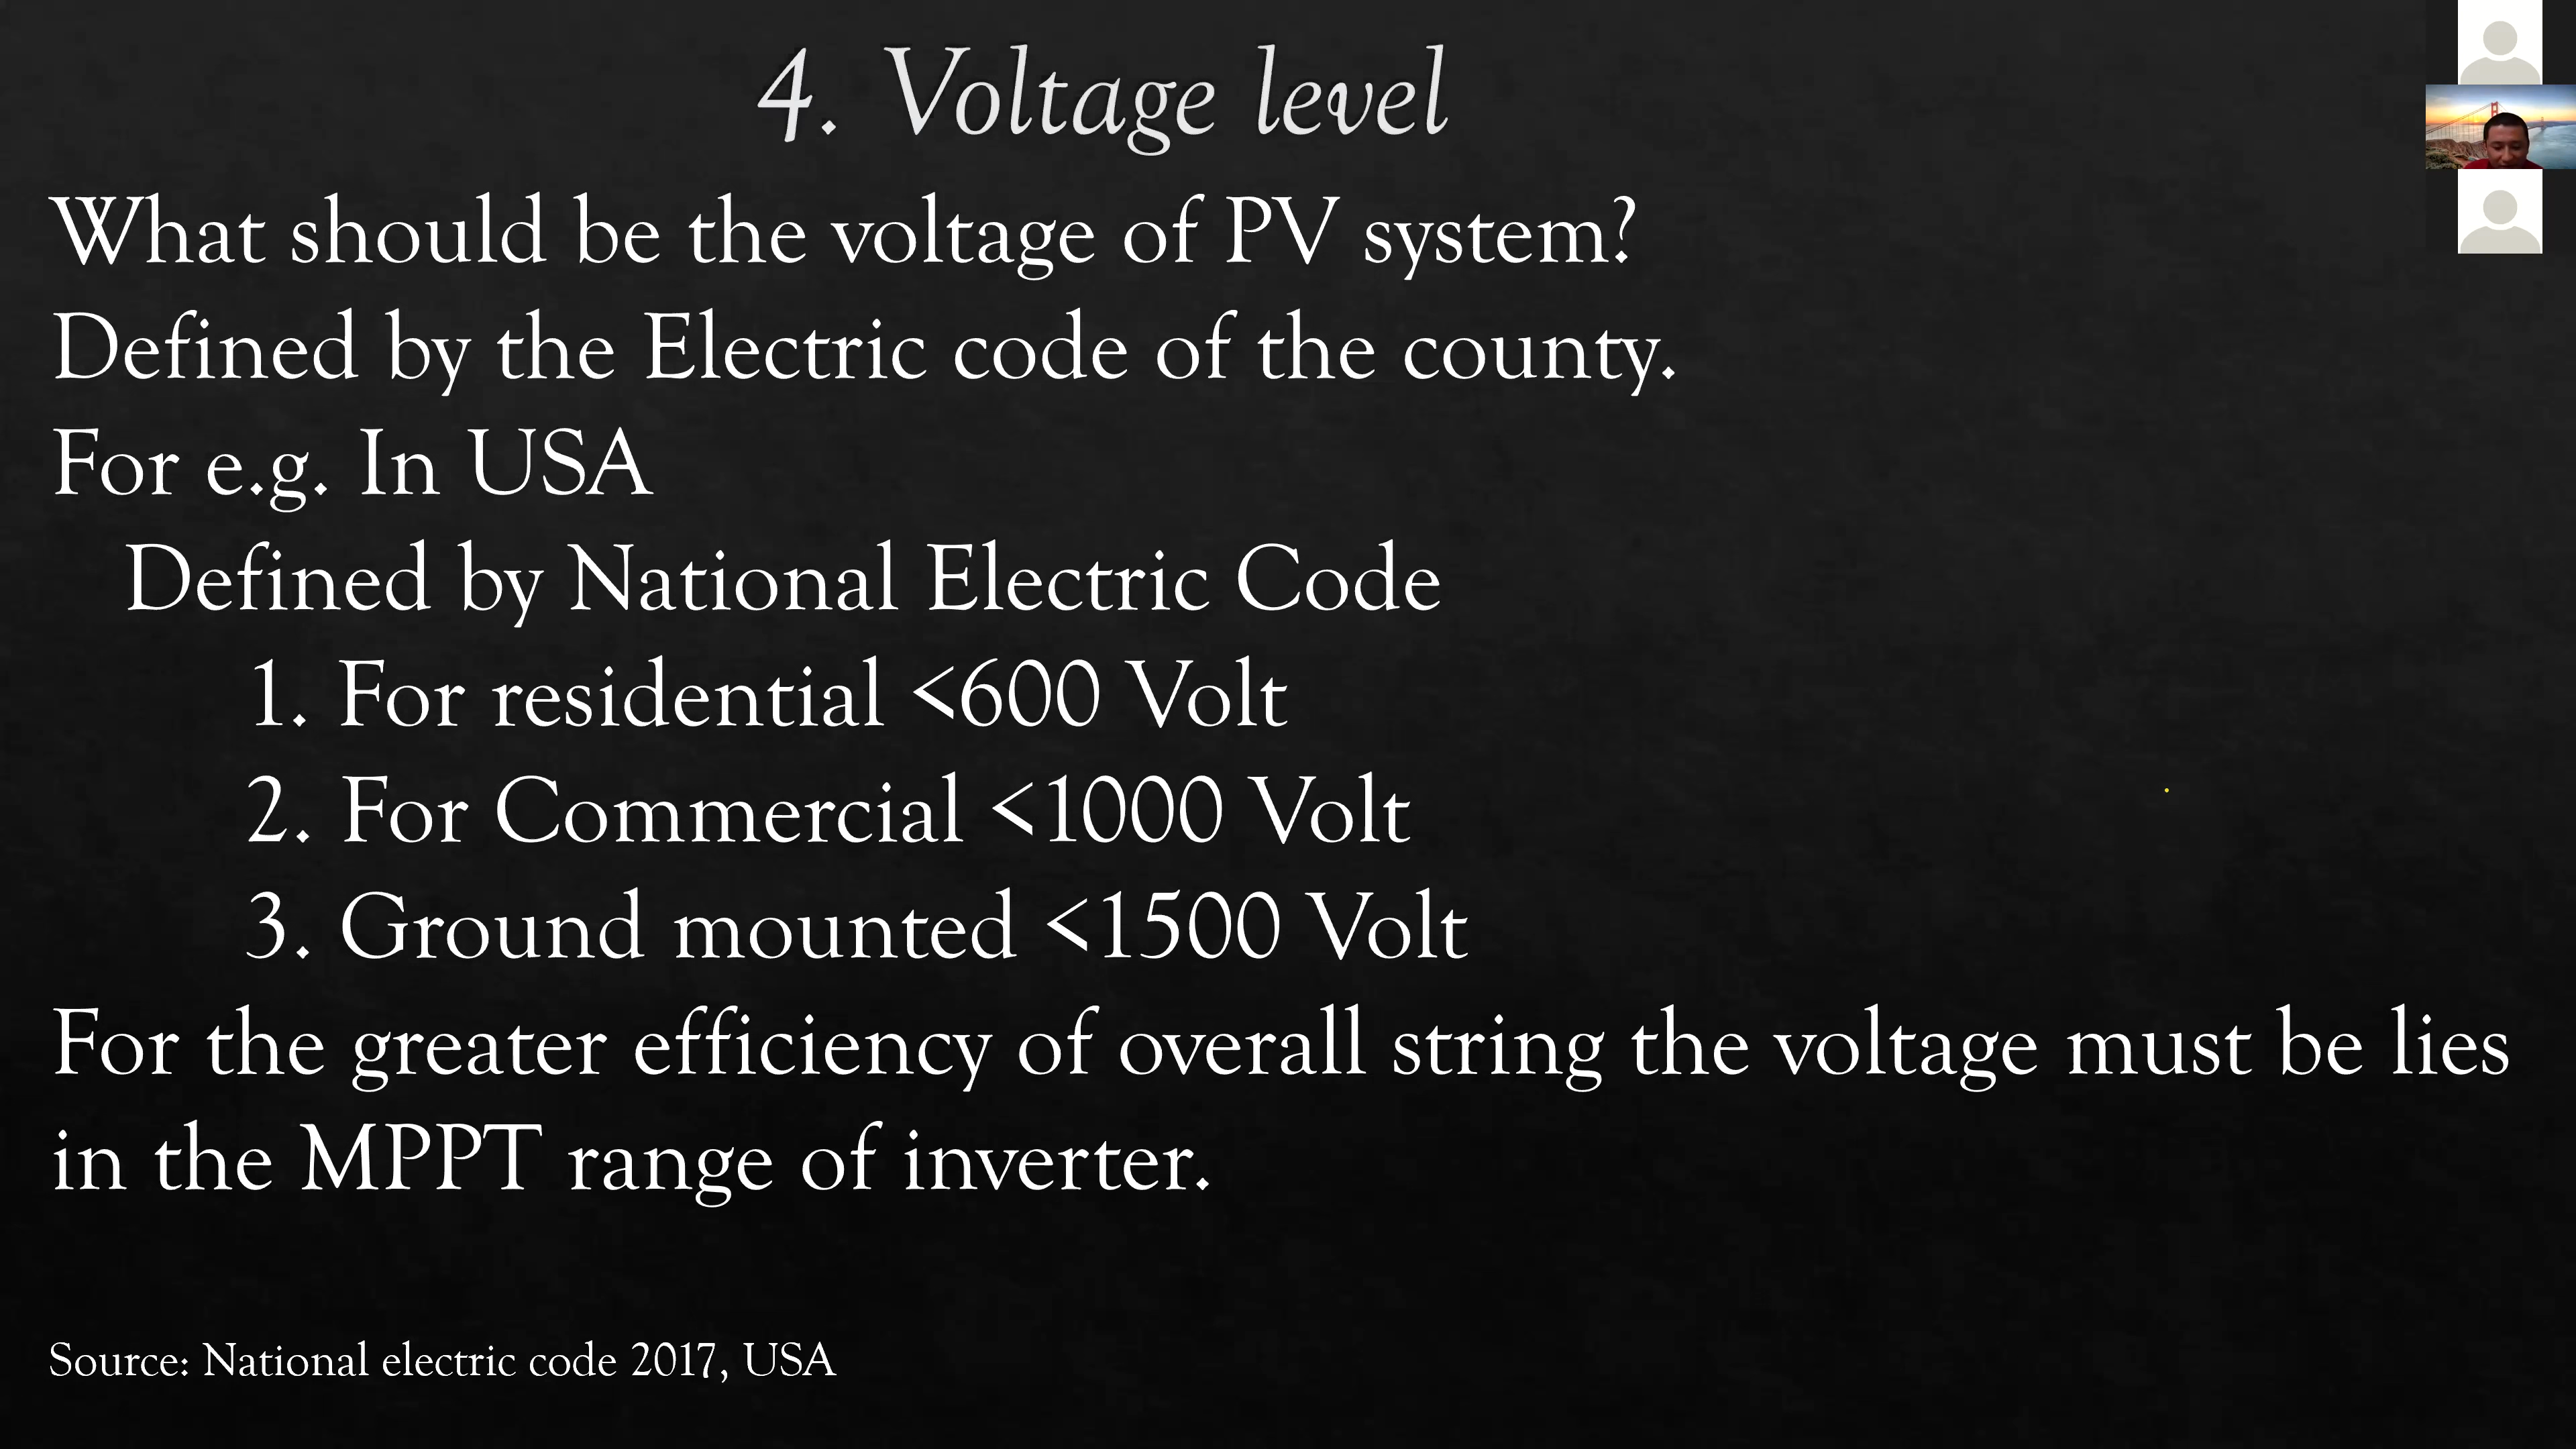 4. Voltage level
What should be the voltage of PV system?
Defined by the Electric code of the county.
For e.g. In USA
Defined by National Electric Code
1. For residential <600 Volt
2. For Commercial <1000 Volt
3. Ground mounted <1500 Volt
For the greater efficiency of overall string the voltage must be lies
in the MPPT range of inverter.
Source: National electric code 2017, USA